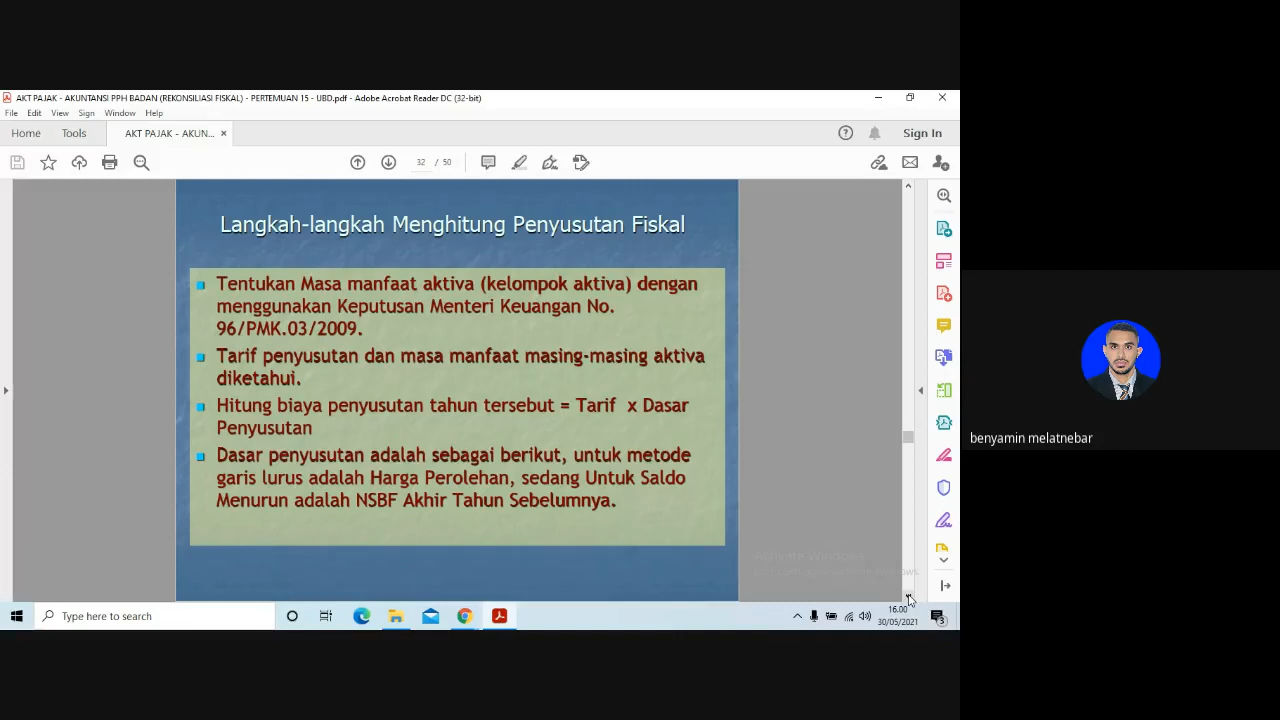 AKT PAJAK - AKUNTANSI PPH BADAN (REKONSILIASI FISKAL) - PERTEMUAN 15 - UBD.pdf - Adobe Acrobat Reader DC (32-bit)
File Edit View Sign Window Help
Home Tools AKT PAJAK - AKUN... × Sign In
32 / 50
Langkah-langkah Menghitung Penyusutan Fiskal
Tentukan Masa manfaat aktiva (kelompok aktiva) dengan
menggunakan Keputusan Menteri Keuangan No.
96/PMK.03/2009.
Tarif penyusutan dan masa manfaat masing-masing aktiva
diketahui.
Hitung biaya penyusutan tahun tersebut = Tarif x Dasar
Penyusutan
Dasar penyusutan adalah sebagai berikut, untuk metode
garis lurus adalah Harga Perolehan, sedang Untuk Saldo
Menurun adalah NSBF Akhir Tahun Sebelumnya.
benyamin melatnebar
Activate Windows
Type here to search
16.00
30/05/2021
3